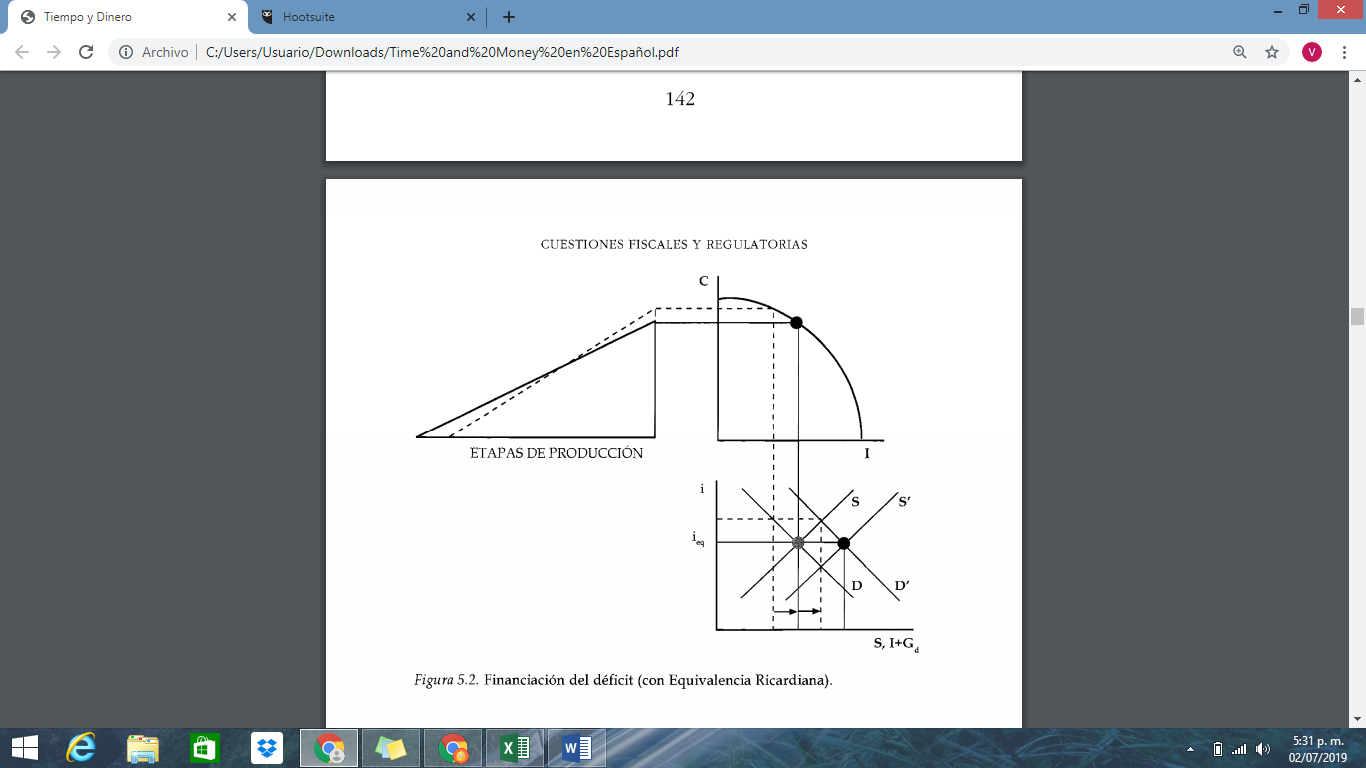 Tiempo y Dinero
Hootsuite
Archivo
C:/Users/Usuario/Downloads/Time%20and%20Money%20en%20Español.pdf
V
142
CUESTIONES FISCALES Y REGULATORIAS
C
ETAPAS DE PRODUCCIÓN
I
i
S
S'
i eq
D
D'
S, I+G d
Figura 5.2. Financiación del déficit (con Equivalencia Ricardiana).
5:31 p. m.
02/07/2019